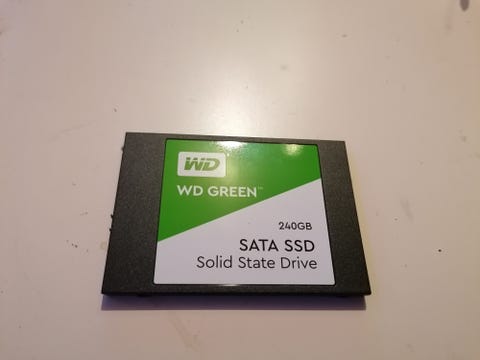 WD
WD GREEN™
240GB
SATA SSD
Solid State Drive